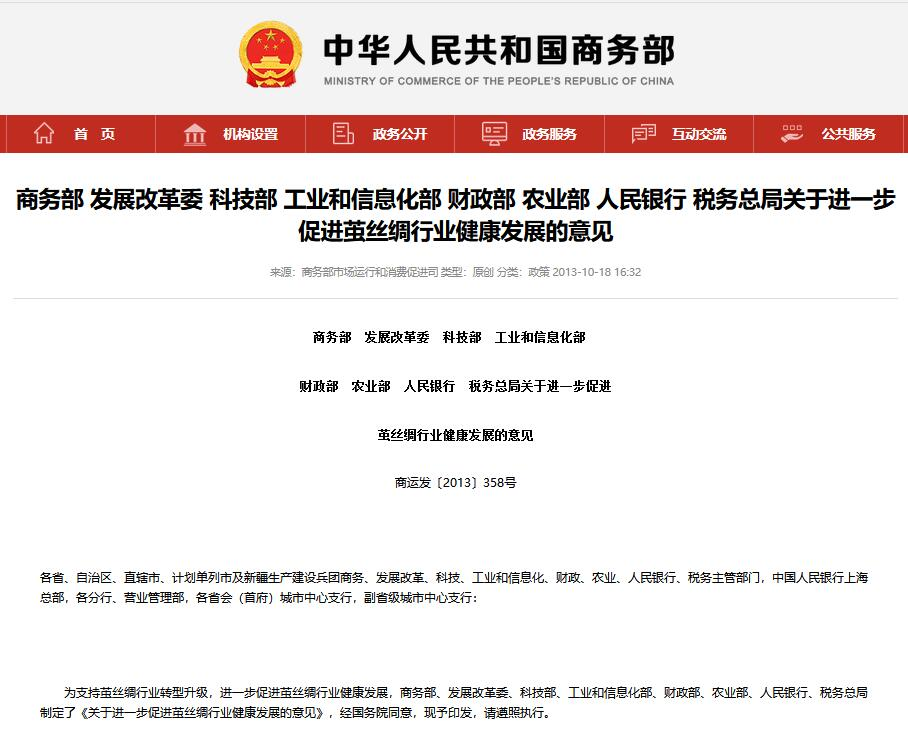 中华人民共和国商务部
MINISTRY OF COMMERCE OF THE PEOPLE'S REPUBLIC OF CHINA
首 页 机构设置 政务公开 政务服务 互动交流 公共服务
商务部 发展改革委 科技部 工业和信息化部 财政部 农业部 人民银行 税务总局关于进一步
促进茧丝绸行业健康发展的意见
来源：商务部市场运行和消费促进司 类型：原创 分类：政策 2013-10-18 16:32
商务部 发展改革委 科技部 工业和信息化部
财政部 农业部 人民银行 税务总局关于进一步促进
茧丝绸行业健康发展的意见
商运发〔2013〕358号
各省、自治区、直辖市、计划单列市及新疆生产建设兵团商务、发展改革、科技、工业和信息化、财政、农业、人民银行、税务主管部门，中国人民银行上海
总部，各分行、营业管理部，各省会（首府）城市中心支行，副省级城市中心支行：
为支持茧丝绸行业转型升级，进一步促进茧丝绸行业健康发展，商务部、发展改革委、科技部、工业和信息化部、财政部、农业部、人民银行、税务总局
制定了《关于进一步促进茧丝绸行业健康发展的意见》，经国务院同意，现予印发，请遵照执行。